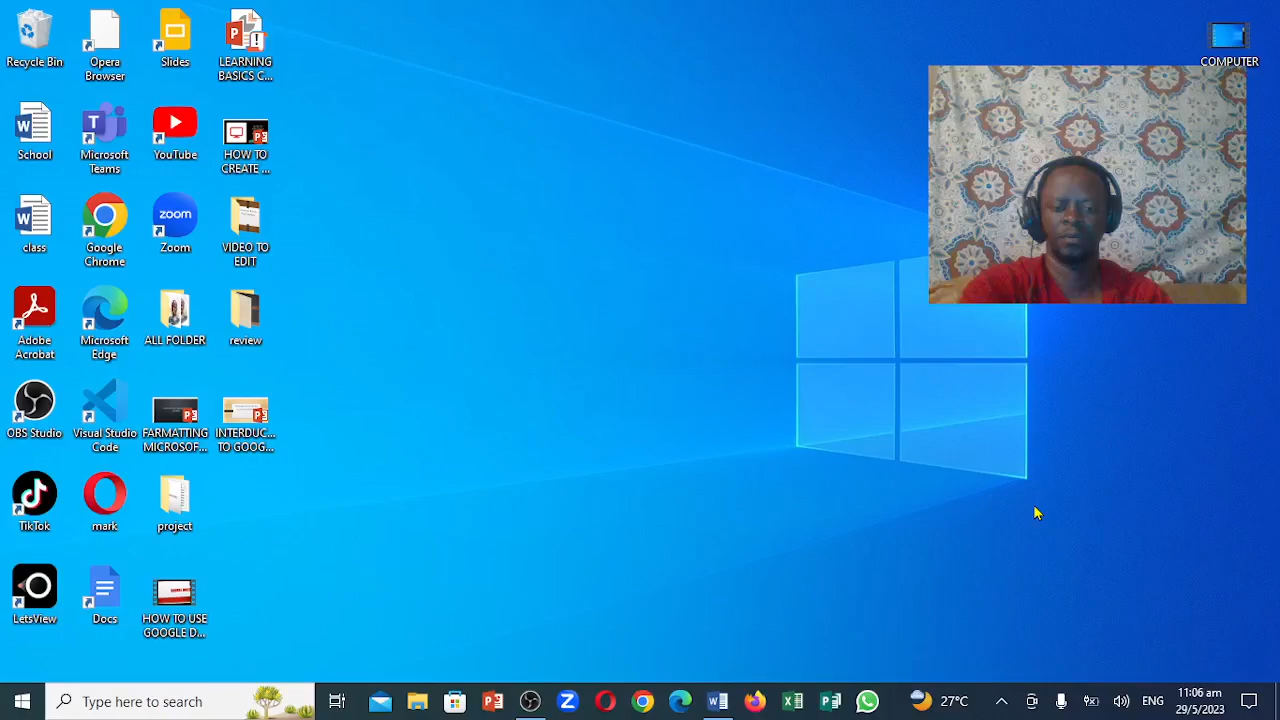 Recycle Bin
Opera
Browser
Slides
LEARNING
BASICS C...
COMPUTER
School
Microsoft
Teams
YouTube
HOW TO
CREATE ...
class
Google
Chrome
zoom
Zoom
VIDEO TO
EDIT
Adobe
Acrobat
Microsoft
Edge
ALL FOLDER
review
OBS Studio
Visual Studio
Code
FARMATTING
MICROSOF...
INTERDUC...
TO GOOG...
TikTok
mark
project
LetsView
Docs
HOW TO USE
GOOGLE D...
Type here to search
27°C
ENG
11:06 am
29/5/2023